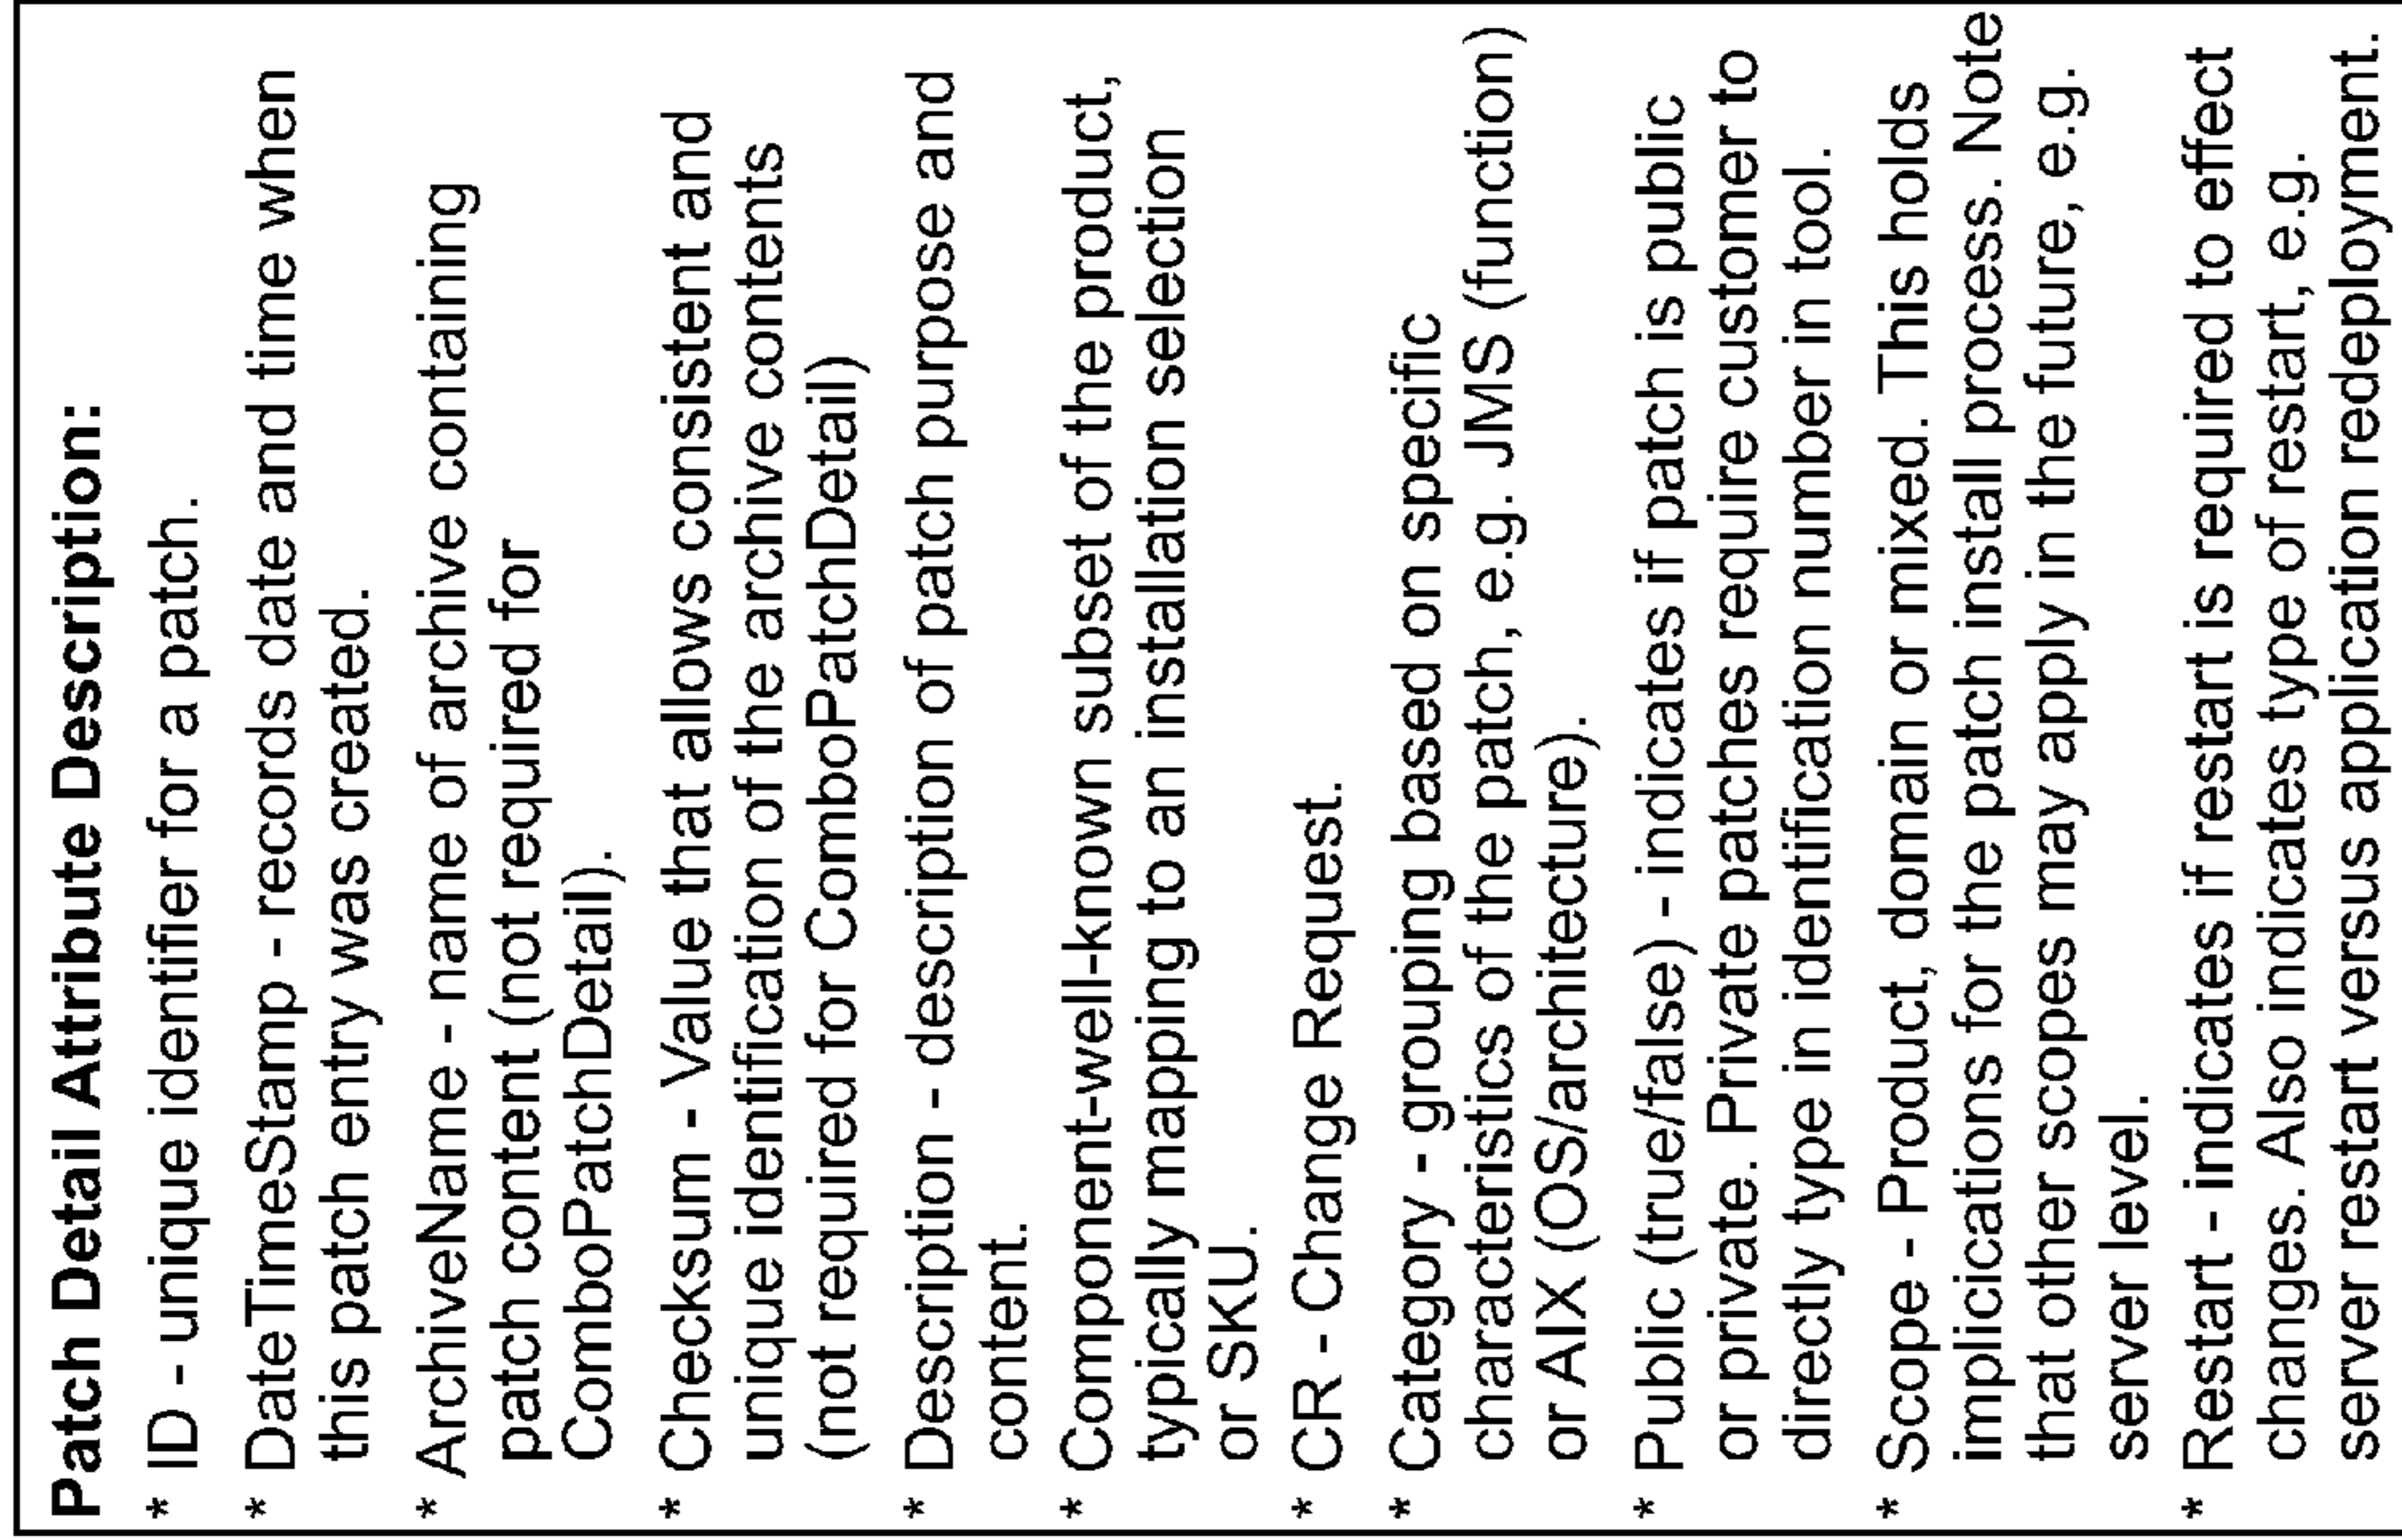 Patch Detail Attribute Description:
* ID - unique identifier for a patch.
* DateTimeStamp - records date and time when
this patch entry was created.
* ArchiveName - name of archive containing
patch content (not required for
ComboPatchDetail).
* Checksum - Value that allows consistent and
unique identification of the archive contents
(not required for ComboPatchDetail)
* Description - description of patch purpose and
content.
* Component-well-known subset of the product,
typically mapping to an installation selection
or SKU.
* CR - Change Request.
* Category - grouping based on specific
characteristics of the patch, e.g. JMS (function)
or AIX (OS/architecture).
* Public (true/false) - indicates if patch is public
or private. Private patches require customer to
directly type in identification number in tool.
* Scope - Product, domain or mixed. This holds
implicications for the patch install process. Note
that other scopes may apply in the future, e.g.
server level.
* Restart - indicates if restart is required to effect
changes. Also indicates type of restart, e.g.
server restart versus application redeployment.